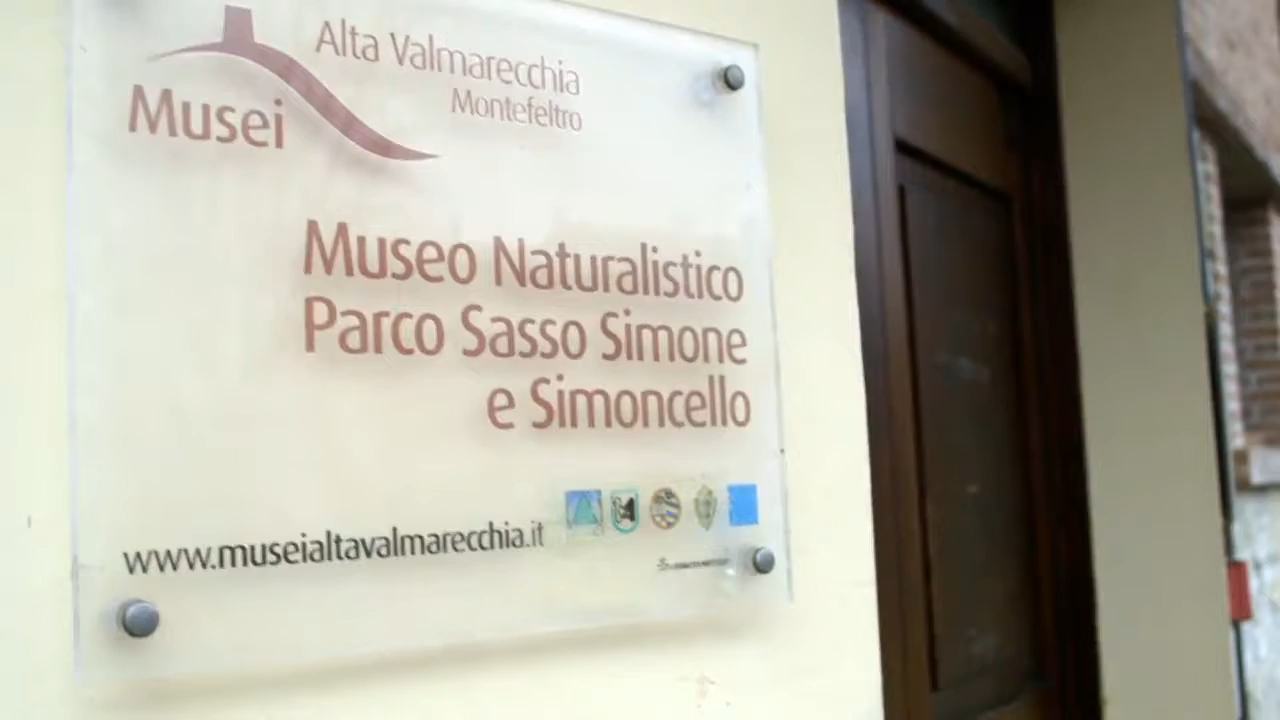 Alta Valmarecchia
Montefeltro
Musei
Museo Naturalistico
Parco Sasso Simone
e Simoncello
www.museialtavalmarecchia.it